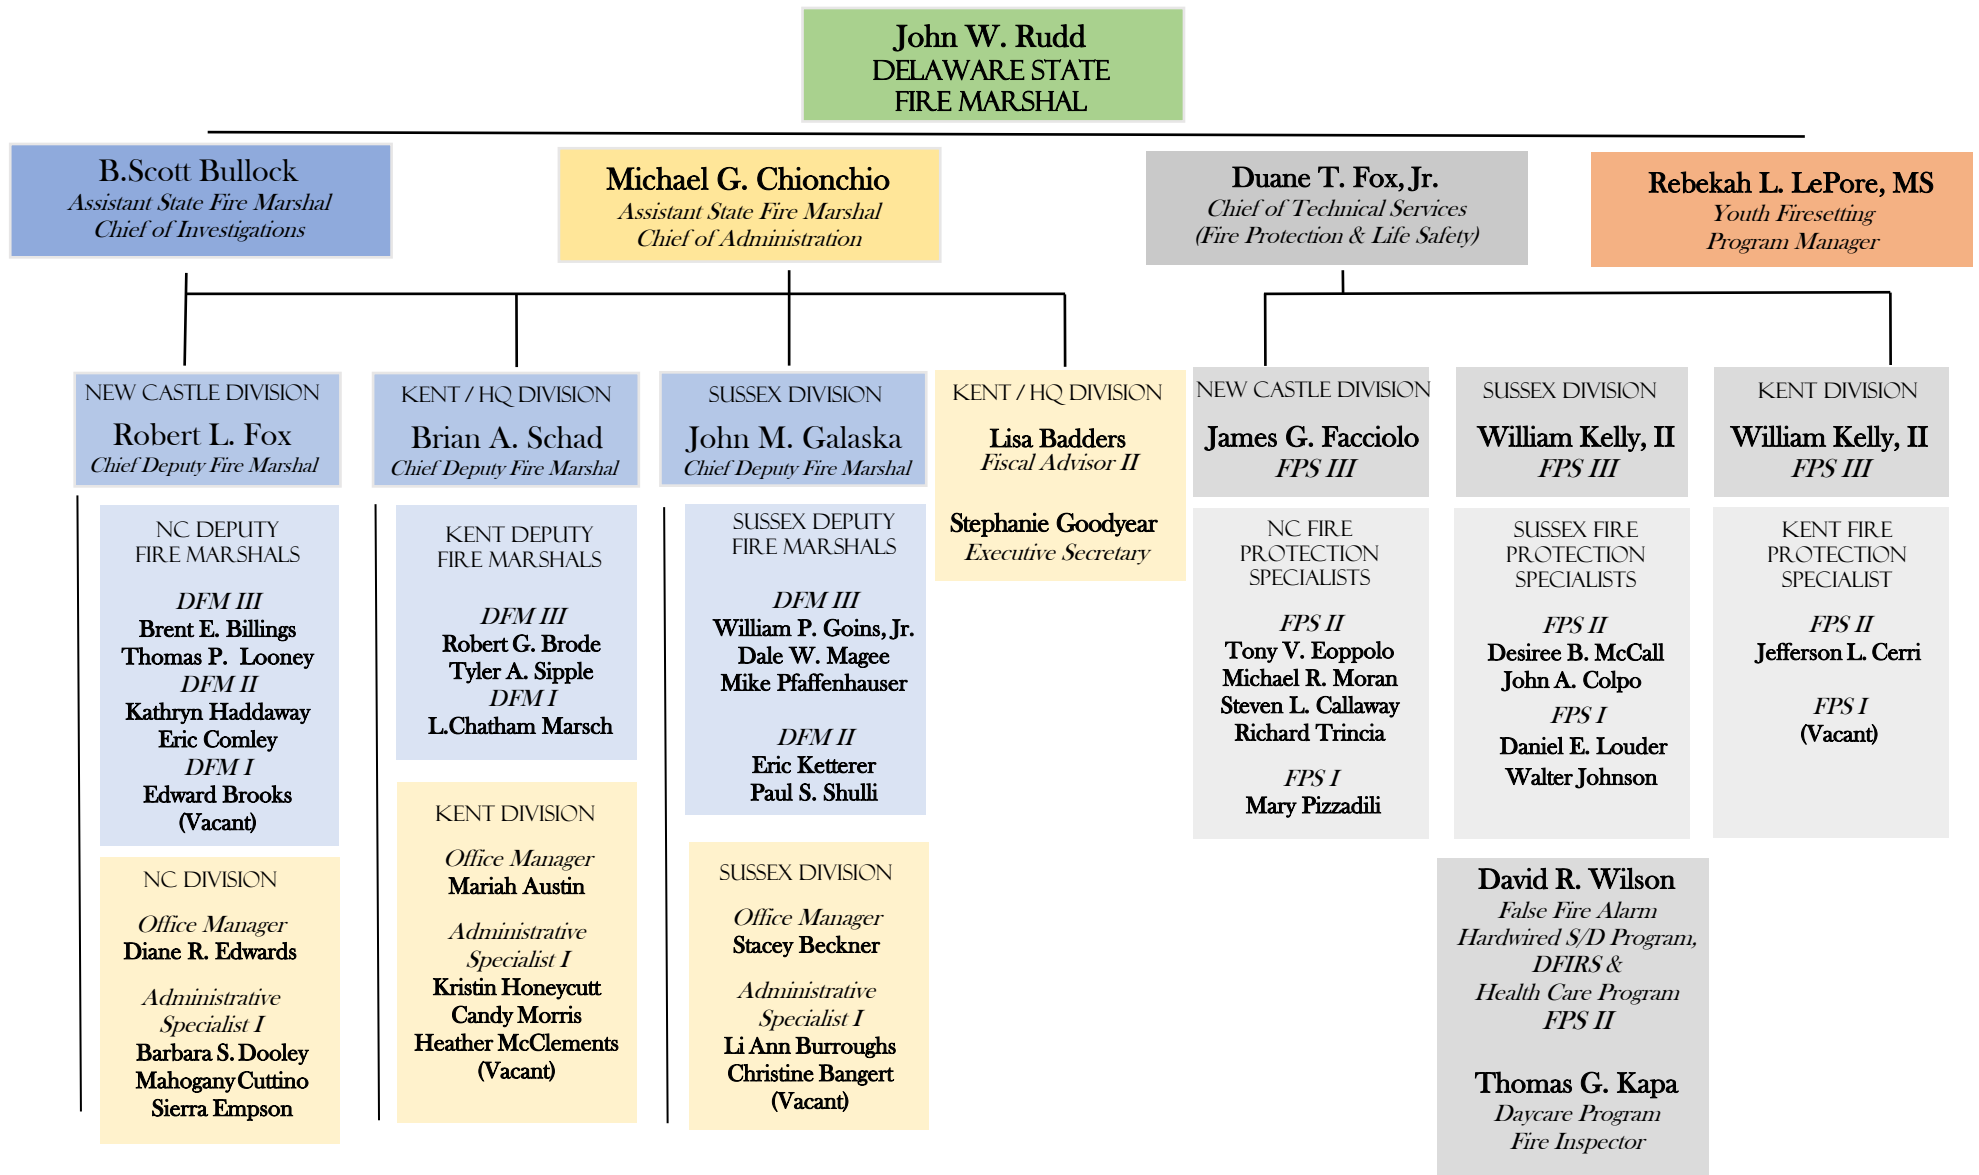 John W. Rudd
DELAWARE STATE
FIRE MARSHAL
B.Scott Bullock
Assistant State Fire Marshal
Chief of Investigations
Michael G. Chionchio
Assistant State Fire Marshal
Chief of Administration
Duane T. Fox, Jr.
Chief of Technical Services
(Fire Protection & Life Safety)
Rebekah L. LePore, MS
Youth Firesetting
Program Manager
NEW CASTLE DIVISION
Robert L. Fox
Chief Deputy Fire Marshal
NC DEPUTY
FIRE MARSHALS
DFM III
Brent E. Billings
Thomas P. Looney
DFM II
Kathryn Haddaway
Eric Comley
DFM I
Edward Brooks
(Vacant)
NC DIVISION
Office Manager
Diane R. Edwards
Administrative
Specialist I
Barbara S. Dooley
Mahogany Cuttino
Sierra Empson
KENT / HQ DIVISION
Brian A. Schad
Chief Deputy Fire Marshal
KENT DEPUTY
FIRE MARSHALS
DFM III
Robert G. Brode
Tyler A. Sipple
DFM I
L.Chatham Marsch
KENT DIVISION
Office Manager
Mariah Austin
Administrative
Specialist I
Kristin Honeycutt
Candy Morris
Heather McClements
(Vacant)
SUSSEX DIVISION
John M. Galaska
Chief Deputy Fire Marshal
SUSSEX DEPUTY
FIRE MARSHALS
DFM III
William P. Goins, Jr.
Dale W. Magee
Mike Pfaffenhauser
DFM II
Eric Ketterer
Paul S. Shulli
SUSSEX DIVISION
Office Manager
Stacey Beckner
Administrative
Specialist I
Li Ann Burroughs
Christine Bangert
(Vacant)
KENT / HQ DIVISION
Lisa Badders
Fiscal Advisor II
Stephanie Goodyear
Executive Secretary
NEW CASTLE DIVISION
James G. Facciolo
FPS III
NC FIRE
PROTECTION
SPECIALISTS
FPS II
Tony V. Eoppolo
Michael R. Moran
Steven L. Callaway
Richard Trincia
FPS I
Mary Pizzadili
SUSSEX DIVISION
William Kelly, II
FPS III
SUSSEX FIRE
PROTECTION
SPECIALISTS
FPS II
Desiree B. McCall
John A. Colpo
FPS I
Daniel E. Louder
Walter Johnson
David R. Wilson
False Fire Alarm
Hardwired S/D Program,
DFIRS &
Health Care Program
FPS II
Thomas G. Kapa
Daycare Program
Fire Inspector
KENT DIVISION
William Kelly, II
FPS III
KENT FIRE
PROTECTION
SPECIALIST
FPS II
Jefferson L. Cerri
FPS I
(Vacant)